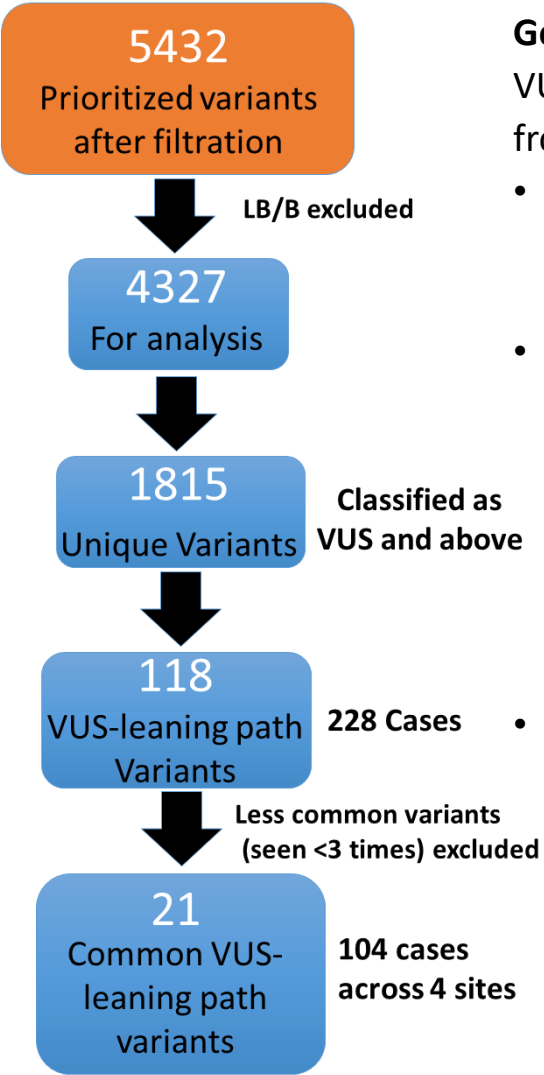 5432
Prioritized variants
after filtration
LB/B excluded
4327
For analysis
1815
Unique Variants
Classified as
VUS and above
118
VUS-leaning path
Variants
228 Cases
Less common variants
(seen <3 times) excluded
21
Common VUS-
leaning path
variants
104 cases
across 4 sites